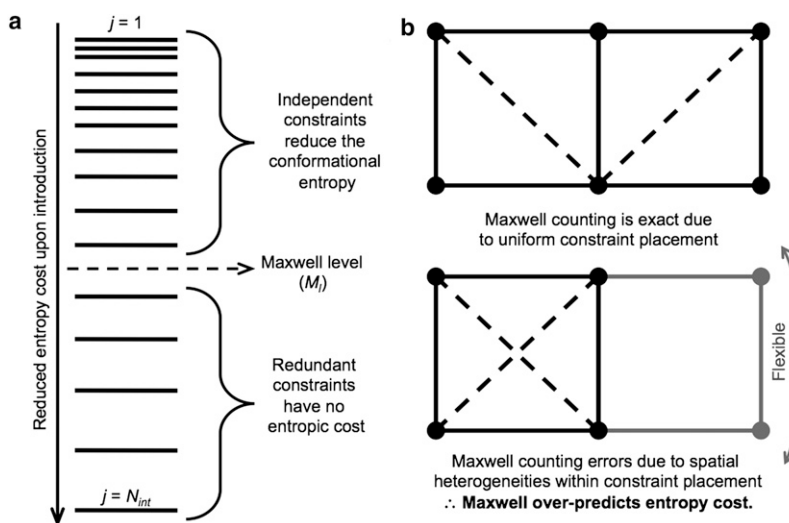 a
j = 1
Reduced entropy cost upon introduction
Independent
constraints
reduce the
conformational
entropy
Maxwell level
(M_l)
Redundant
constraints
have no
entropic cost
j = N_int
b
Maxwell counting is exact due
to uniform constraint placement
Flexible
Maxwell counting errors due to spatial
heterogeneities within constraint placement
∴ Maxwell over-predicts entropy cost.